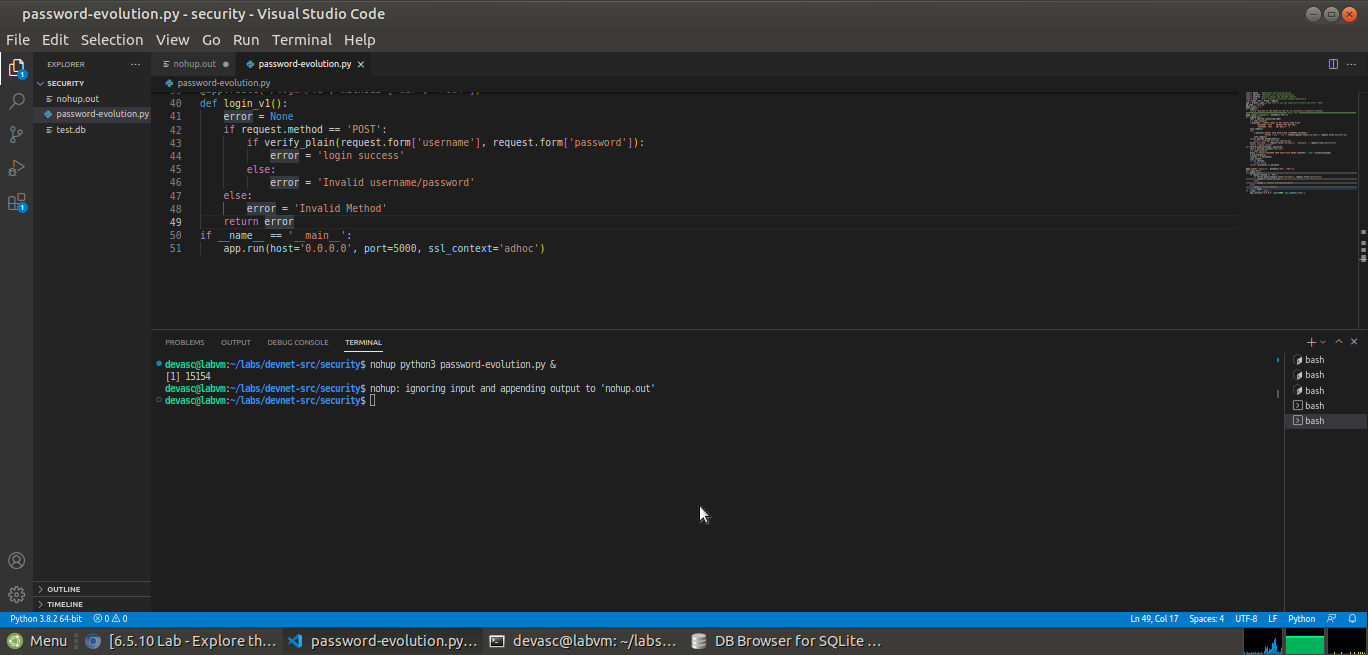 password-evolution.py - security - Visual Studio Code
File Edit Selection View Go Run Terminal Help
EXPLORER
SECURITY
nohup.out
password-evolution.py
test.db
OUTLINE
TIMELINE
nohup.out
password-evolution.py
password-evolution.py
40 def login_v1():
41 error = None
42 if request.method == 'POST':
43 if verify_plain(request.form['username'], request.form['password']):
44 error = 'login success'
45 else:
46 error = 'Invalid username/password'
47 else:
48 error = 'Invalid Method'
49 return error
50 if __name__ == '__main__':
51 app.run(host='0.0.0.0', port=5000, ssl_context='adhoc')
PROBLEMS OUTPUT DEBUG CONSOLE TERMINAL
devasc@labvm:~/labs/devnet-src/security$ nohup python3 password-evolution.py &
[1] 15154
devasc@labvm:~/labs/devnet-src/security$ nohup: ignoring input and appending output to 'nohup.out'
devasc@labvm:~/labs/devnet-src/security$
bash
bash
bash
bash
bash
Python 3.8.2 64-bit 0 0 Ln 49, Col 17 Spaces: 4 UTF-8 LF Python
Menu [6.5.10 Lab - Explore th... password-evolution.py... devasc@labvm: ~/labs... DB Browser for SQLite ...